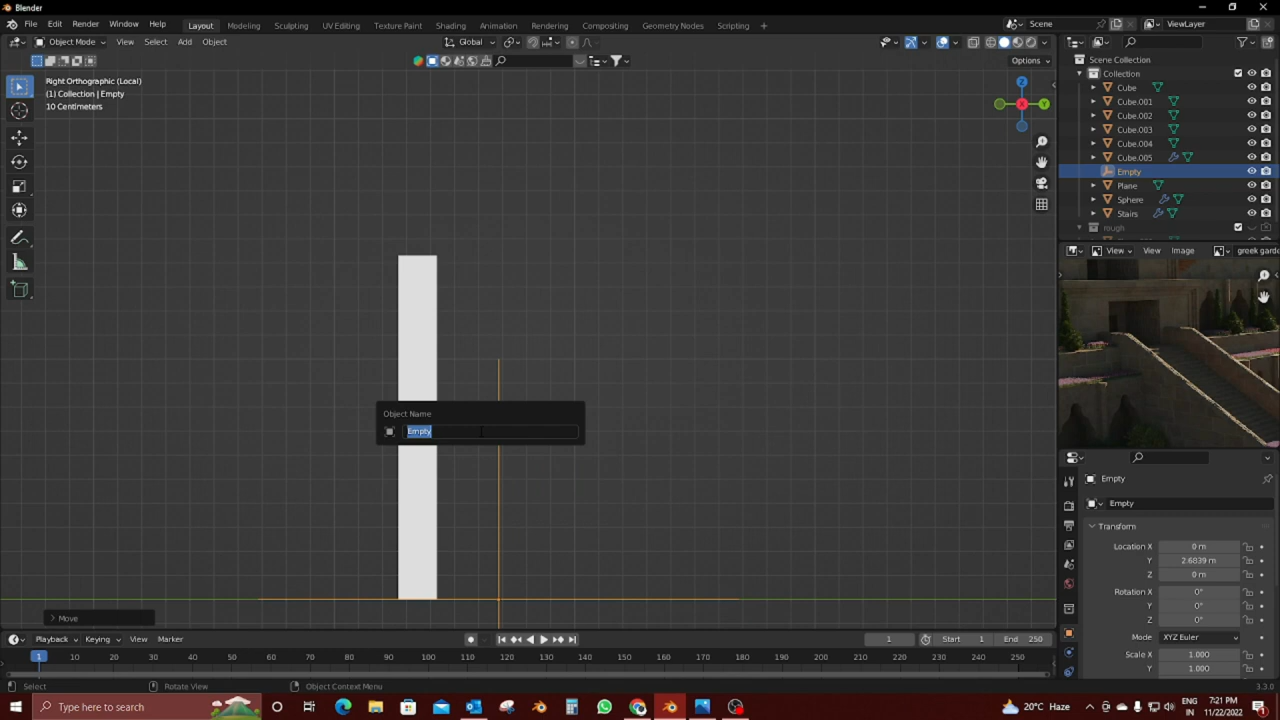 Blender
File Edit Render Window Help Layout Modeling Sculpting UV Editing Texture Paint Shading Animation Rendering Compositing Geometry Nodes Scripting + Scene ViewLayer
Object Mode View Select Add Object Global
Options
Right Orthographic (Local)
(1) Collection | Empty
10 Centimeters
Z
X
Y
Scene Collection
Collection
Cube
Cube.001
Cube.002
Cube.003
Cube.004
Cube.005
Empty
Plane
Sphere
Stairs
rough
View View Image greek gard
Object Name
Empty
Empty
Empty
Transform
Location X 0 m
Y 2.6839 m
Z 0 m
Rotation X 0°
Y 0°
Z 0°
Mode XYZ Euler
Scale X 1.000
Y 1.000
Move
Playback Keying View Marker 1 Start 1 End 250
1 10 20 30 40 50 60 70 80 90 100 110 120 130 140 150 160 170 180 190 200 210 220 230 240 250
Select Rotate View Object Context Menu 3.3.0
Type here to search 20°C Haze ENG IN 7:21 PM 11/22/2022